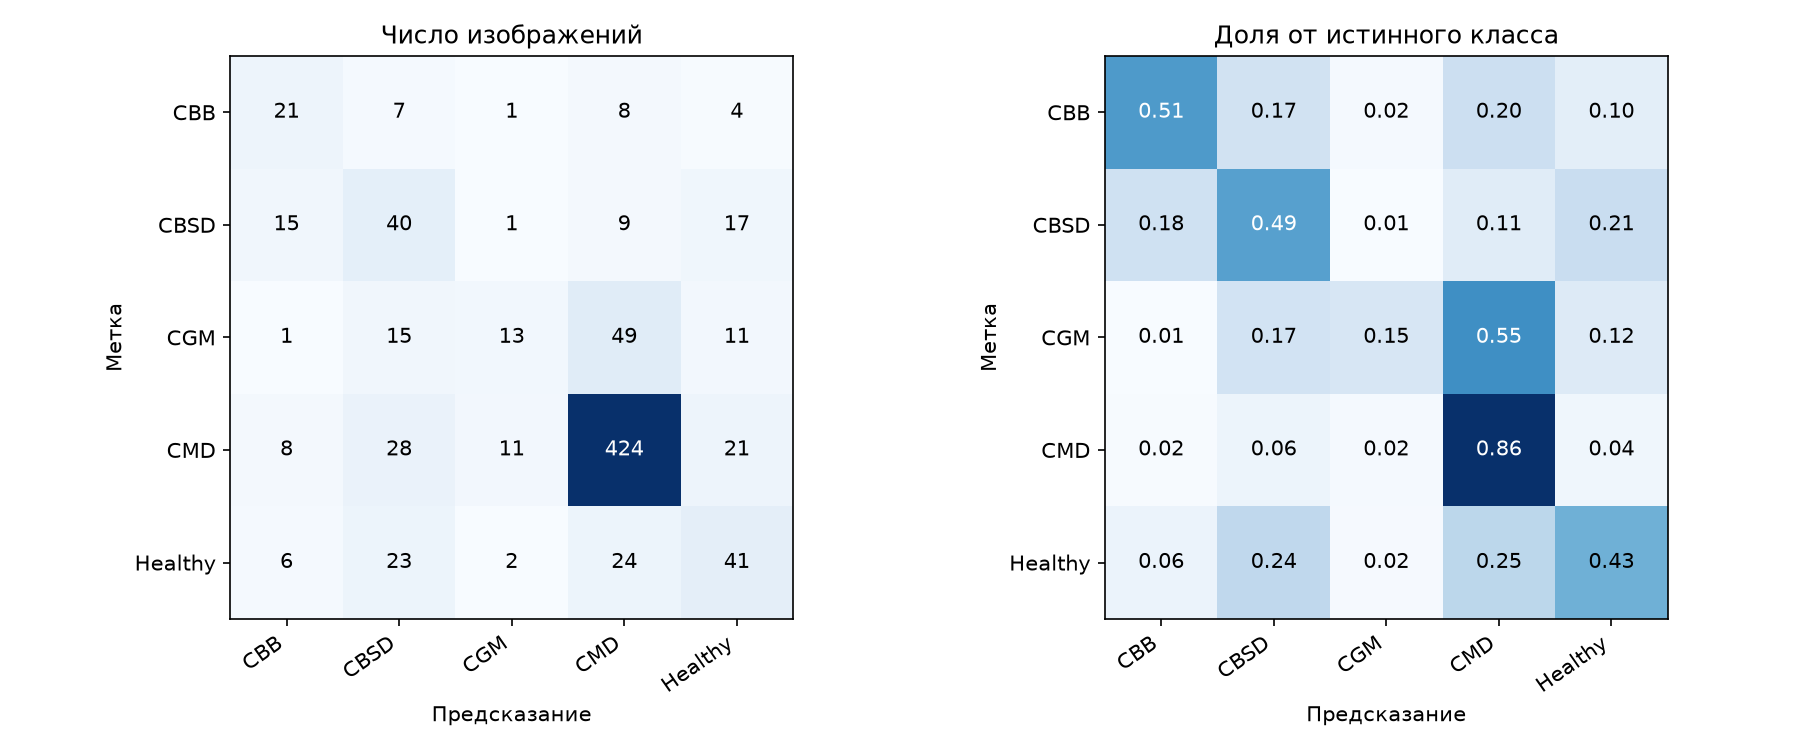 Число изображений
CBB 21 7 1 8 4
CBSD 15 40 1 9 17
CGM 1 15 13 49 11
CMD 8 28 11 424 21
Healthy 6 23 2 24 41
CBB CBSD CGM CMD Healthy
Предсказание
Метка
Доля от истинного класса
CBB 0.51 0.17 0.02 0.20 0.10
CBSD 0.18 0.49 0.01 0.11 0.21
CGM 0.01 0.17 0.15 0.55 0.12
CMD 0.02 0.06 0.02 0.86 0.04
Healthy 0.06 0.24 0.02 0.25 0.43
CBB CBSD CGM CMD Healthy
Предсказание
Метка